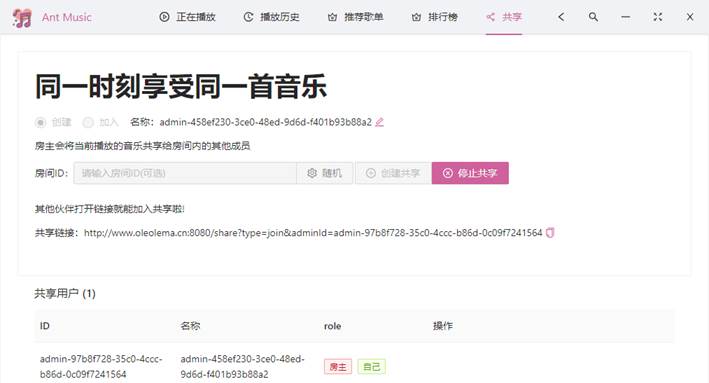 Ant Music 正在播放 播放历史 推荐歌单 排行榜 共享
同一时刻享受同一首音乐
创建 加入 名称：admin-458ef230-3ce0-48ed-9d6d-f401b93b88a2
房主会将当前播放的音乐共享给房间内的其他成员
房间ID： 请输入房间ID(可选) 随机 创建共享 停止共享
其他伙伴打开链接就能加入共享啦!
共享链接：http://www.oleolema.cn:8080/share?type=join&adminId=admin-97b8f728-35c0-4ccc-b86d-0c09f7241564
共享用户 (1)
ID 名称 role 操作
admin-97b8f728-35c0-4ccc- admin-458ef230-3ce0-48ed- 房主 自己
b86d-0c09f7241564 9d6d-f401b93b88a2